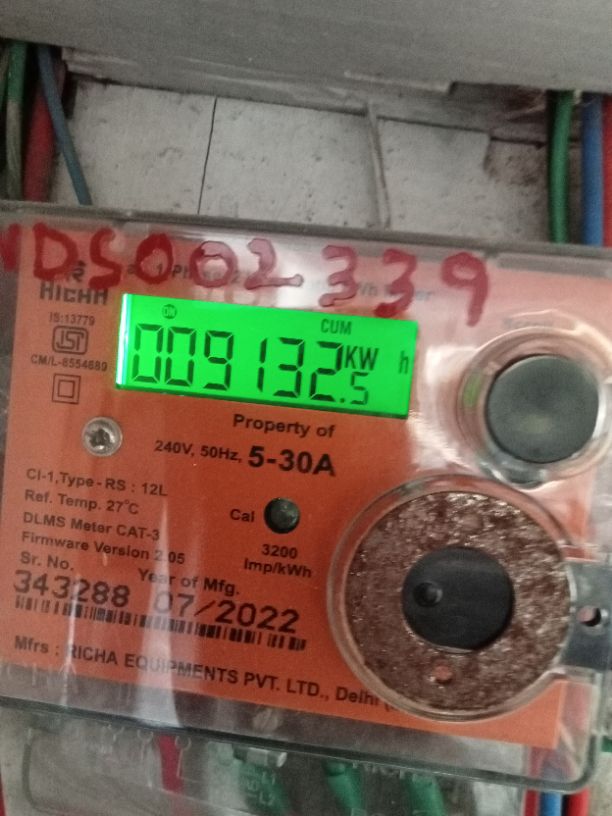 NDS002339
RICHA
IS:13779
CM/L-8554689
ON
CUM
009132.5 KW h
Property of
240V, 50Hz, 5-30A
Cl-1,Type - RS : 12L
Ref. Temp. 27°C
DLMS Meter CAT-3
Firmware Version 2.05
Cal
3200
Imp/kWh
Sr. No.
Year of Mfg.
343288 07/2022
Mfrs : RICHA EQUIPMENTS PVT. LTD., Delhi